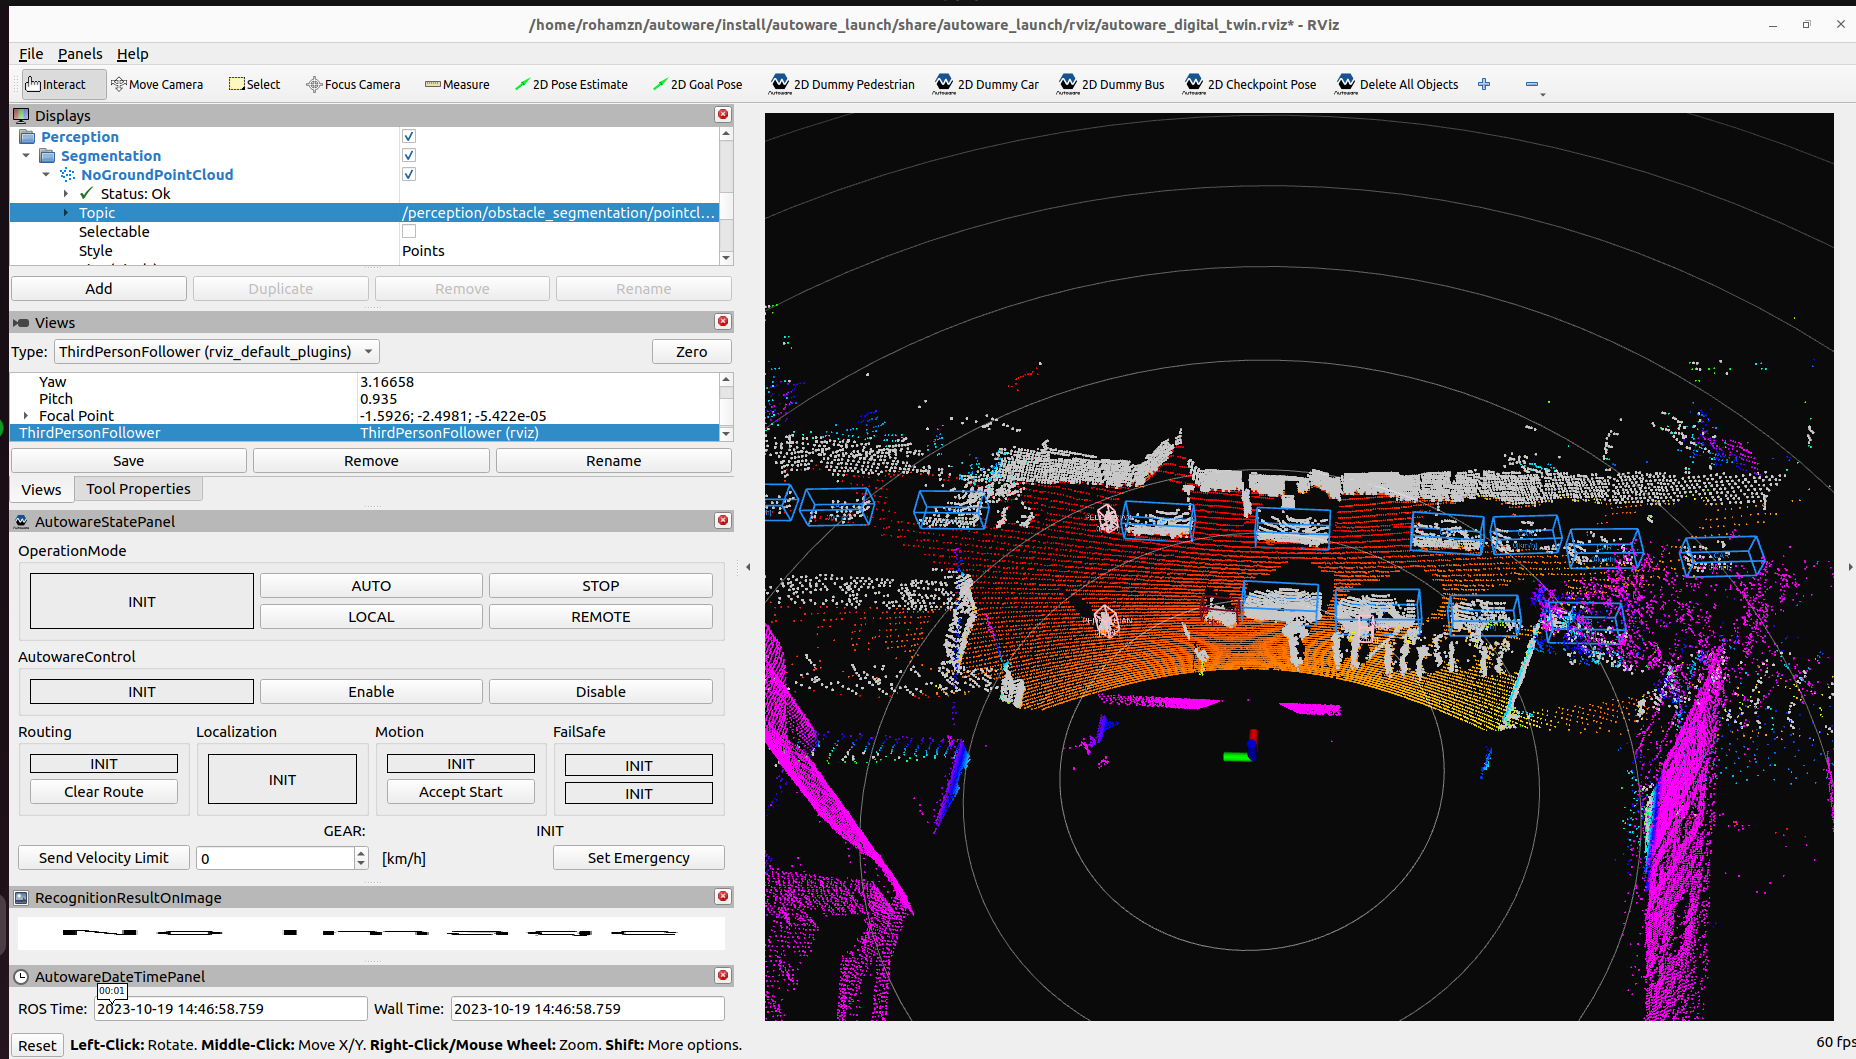 /home/rohamzn/autoware/install/autoware_launch/share/autoware_launch/rviz/autoware_digital_twin.rviz* - RViz
File Panels Help
Interact Move Camera Select Focus Camera Measure 2D Pose Estimate 2D Goal Pose 2D Dummy Pedestrian 2D Dummy Car 2D Dummy Bus 2D Checkpoint Pose Delete All Objects
Displays
Perception
Segmentation
NoGroundPointCloud
Status: Ok
Topic /perception/obstacle_segmentation/pointcl...
Selectable
Style Points
Add Duplicate Remove Rename
Views
Type: ThirdPersonFollower (rviz_default_plugins) Zero
Yaw 3.16658
Pitch 0.935
Focal Point -1.5926; -2.4981; -5.422e-05
ThirdPersonFollower ThirdPersonFollower (rviz)
Save Remove Rename
Views Tool Properties
AutowareStatePanel
OperationMode
INIT AUTO STOP
LOCAL REMOTE
AutowareControl
INIT Enable Disable
Routing Localization Motion FailSafe
INIT INIT INIT INIT
Clear Route Accept Start INIT
GEAR: INIT
Send Velocity Limit 0 [km/h] Set Emergency
RecognitionResultOnImage
AutowareDateTimePanel
00:01
ROS Time: 2023-10-19 14:46:58.759 Wall Time: 2023-10-19 14:46:58.759
Reset Left-Click: Rotate. Middle-Click: Move X/Y. Right-Click/Mouse Wheel: Zoom. Shift: More options.
60 fps